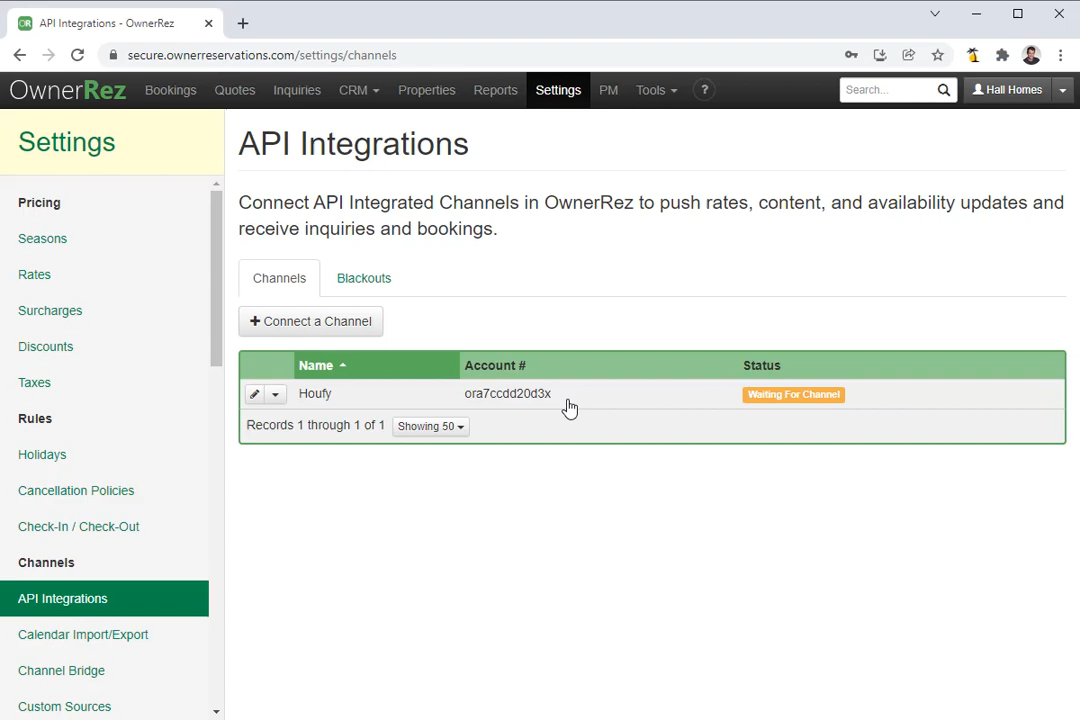 OR API Integrations - OwnerRez
secure.ownerreservations.com/settings/channels
OwnerRez Bookings Quotes Inquiries CRM Properties Reports Settings PM Tools ? Search... Hall Homes
Settings
Pricing
Seasons
Rates
Surcharges
Discounts
Taxes
Rules
Holidays
Cancellation Policies
Check-In / Check-Out
Channels
API Integrations
Calendar Import/Export
Channel Bridge
Custom Sources
API Integrations
Connect API Integrated Channels in OwnerRez to push rates, content, and availability updates and
receive inquiries and bookings.
Channels Blackouts
Connect a Channel
Name Account # Status
Houfy ora7ccdd20d3x Waiting For Channel
Records 1 through 1 of 1 Showing 50